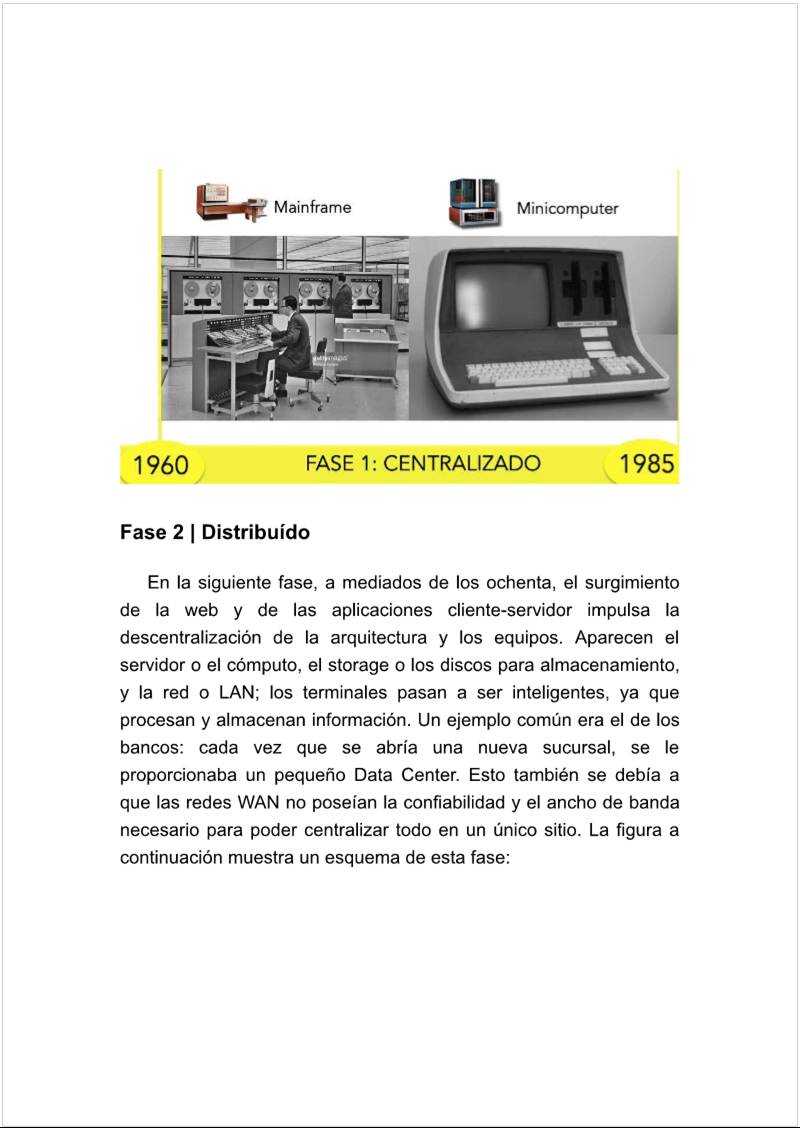 Mainframe
Minicomputer
gettyimages
1960
FASE 1: CENTRALIZADO
1985
Fase 2 | Distribuído
En la siguiente fase, a mediados de los ochenta, el surgimiento
de la web y de las aplicaciones cliente-servidor impulsa la
descentralización de la arquitectura y los equipos. Aparecen el
servidor o el cómputo, el storage o los discos para almacenamiento,
y la red o LAN; los terminales pasan a ser inteligentes, ya que
procesan y almacenan información. Un ejemplo común era el de los
bancos: cada vez que se abría una nueva sucursal, se le
proporcionaba un pequeño Data Center. Esto también se debía a
que las redes WAN no poseían la confiabilidad y el ancho de banda
necesario para poder centralizar todo en un único sitio. La figura a
continuación muestra un esquema de esta fase: